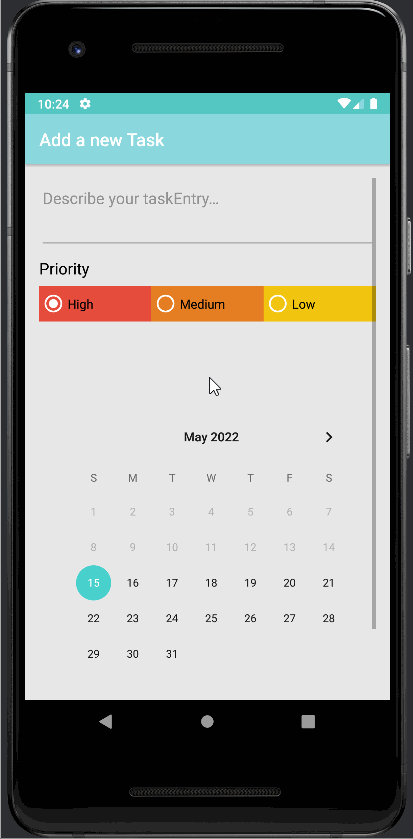 10:24
Add a new Task
Describe your taskEntry...
Priority
High Medium Low
May 2022
S M T W T F S
1 2 3 4 5 6 7
8 9 10 11 12 13 14
15 16 17 18 19 20 21
22 23 24 25 26 27 28
29 30 31